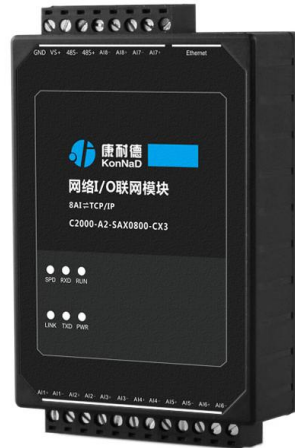 GND VS+ 485- 485+ AI8- AI8+ AI7- AI7+ Ethernet
康耐德
KonNaD
网络I/O联网模块
8AI⇌TCP/IP
C2000-A2-SAX0800-CX3
SPD RXD RUN
LINK TXD PWR
AI1+ AI1- AI2+ AI2- AI3+ AI3- AI4+ AI4- AI5+ AI5- AI6+ AI6-